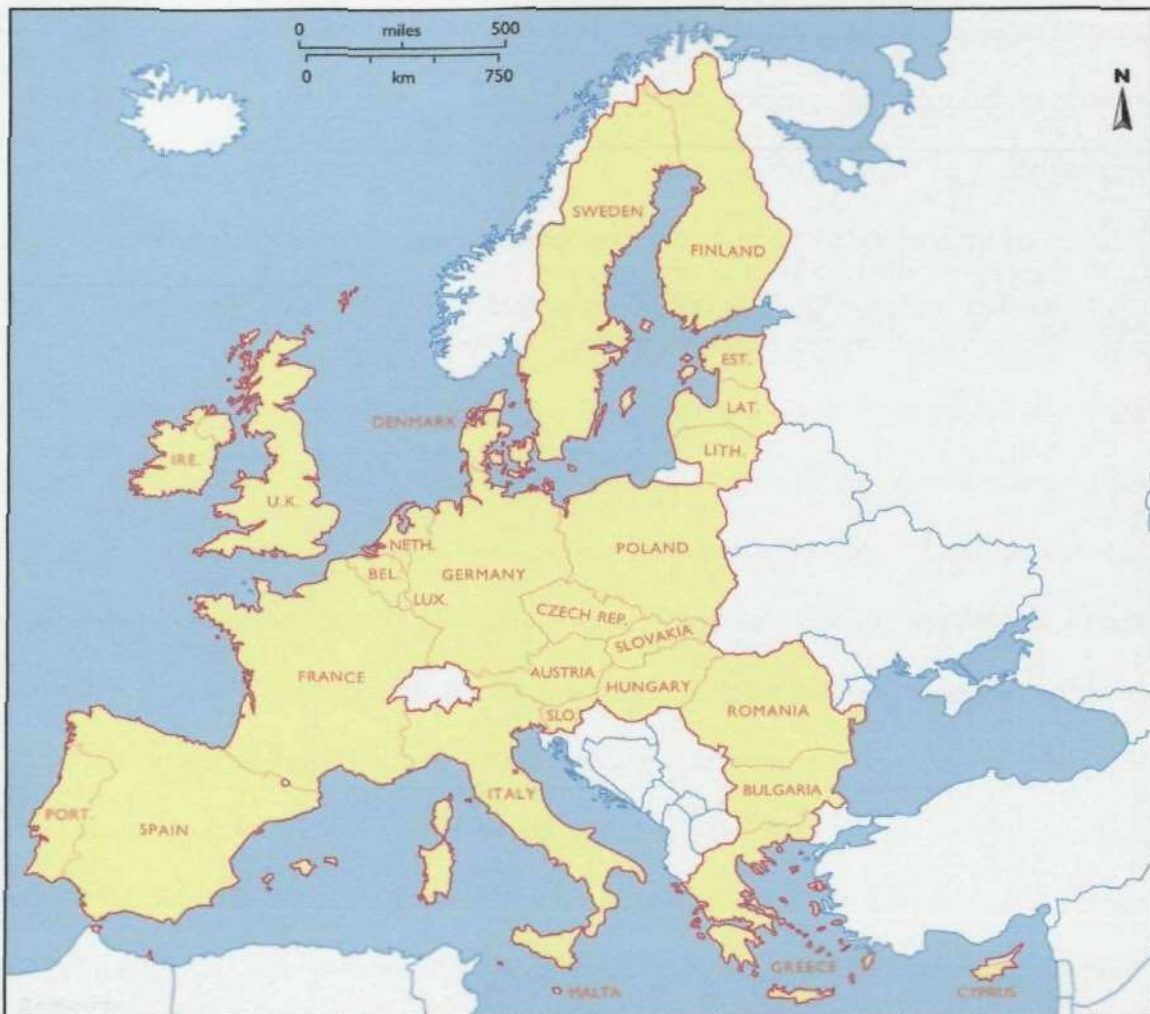 0 miles 500
0 km 750
N
SWEDEN
FINLAND
EST.
DENMARK
LAT.
LITH.
IRE.
U.K.
NETH.
POLAND
BEL.
GERMANY
LUX.
CZECH REP.
SLOVAKIA
FRANCE
AUSTRIA
HUNGARY
SLO.
ROMANIA
ITALY
BULGARIA
PORT.
SPAIN
GREECE
MALTA
CYPRUS